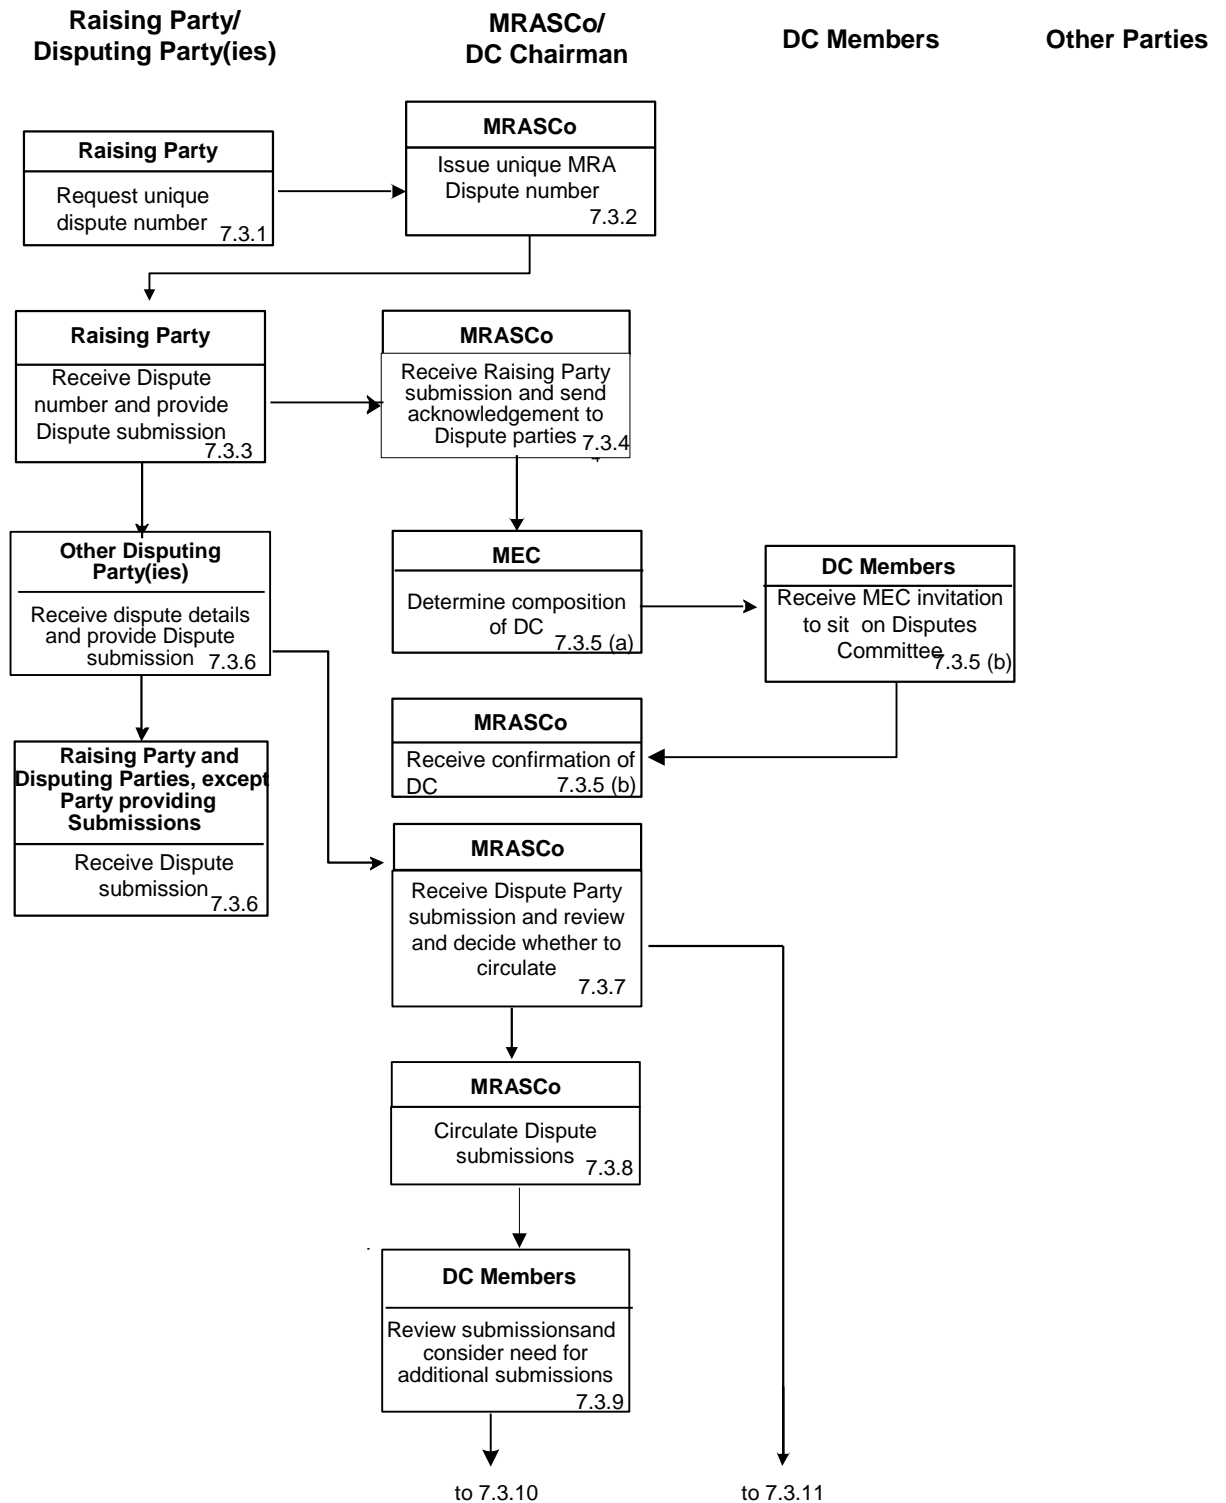 Raising Party/
Disputing Party(ies)
MRASCo/
DC Chairman
DC Members
Other Parties
Raising Party
Request unique
dispute number
7.3.1
MRASCo
Issue unique MRA
Dispute number
7.3.2
Raising Party
Receive Dispute
number and provide
Dispute submission
7.3.3
MRASCo
Receive Raising Party
submission and send
acknowledgement to
Dispute parties
7.3.4
Other Disputing
Party(ies)
Receive dispute details
and provide Dispute
submission
7.3.6
MEC
Determine composition
of DC
7.3.5 (a)
DC Members
Receive MEC invitation
to sit on Disputes
Committee
7.3.5 (b)
Raising Party and
Disputing Parties, except
Party providing
Submissions
Receive Dispute
submission
7.3.6
MRASCo
Receive confirmation of
DC
7.3.5 (b)
MRASCo
Receive Dispute Party
submission and review
and decide whether to
circulate
7.3.7
MRASCo
Circulate Dispute
submissions
7.3.8
DC Members
Review submissionsand
consider need for
additional submissions
7.3.9
to 7.3.10
to 7.3.11